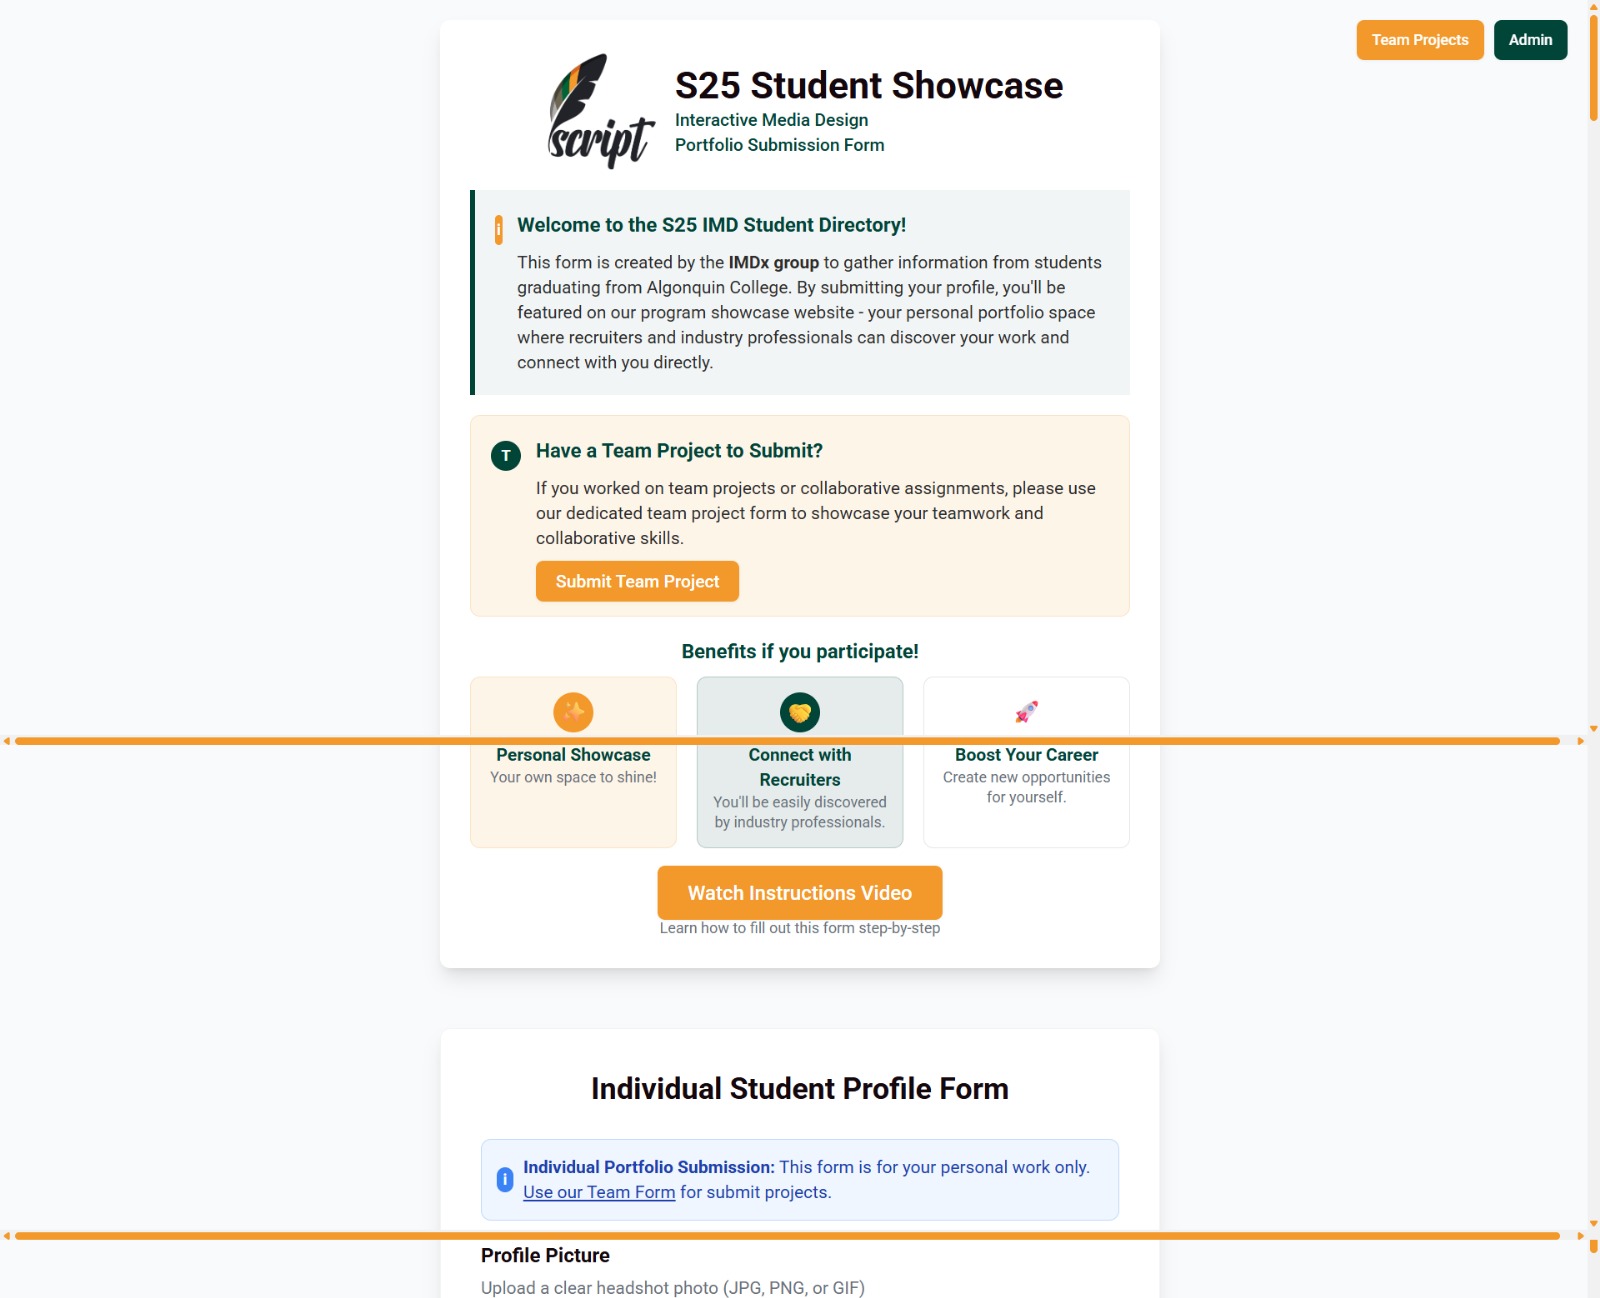 Team Projects
Admin
script
S25 Student Showcase
Interactive Media Design
Portfolio Submission Form
i
Welcome to the S25 IMD Student Directory!
This form is created by the IMDx group to gather information from students
graduating from Algonquin College. By submitting your profile, you'll be
featured on our program showcase website - your personal portfolio space
where recruiters and industry professionals can discover your work and
connect with you directly.
T
Have a Team Project to Submit?
If you worked on team projects or collaborative assignments, please use
our dedicated team project form to showcase your teamwork and
collaborative skills.
Submit Team Project
Benefits if you participate!
Personal Showcase
Your own space to shine!
Connect with
Recruiters
You'll be easily discovered
by industry professionals.
Boost Your Career
Create new opportunities
for yourself.
Watch Instructions Video
Learn how to fill out this form step-by-step
Individual Student Profile Form
i
Individual Portfolio Submission: This form is for your personal work only.
Use our Team Form for submit projects.
Profile Picture
Upload a clear headshot photo (JPG, PNG, or GIF)